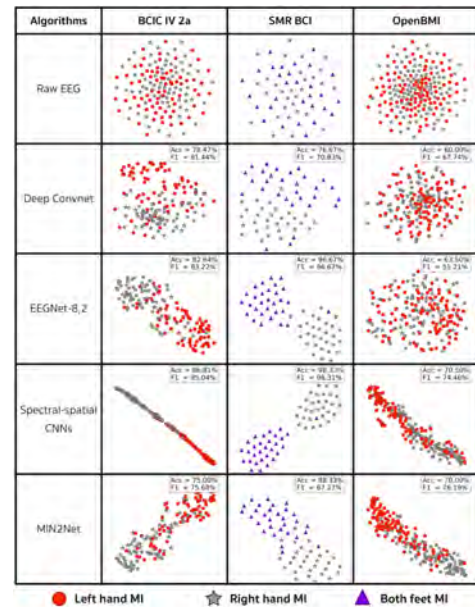 Algorithms BCIC IV 2a SMR BCI OpenBMI
Raw EEG
Acc = 78.47% Acc = 76.67% Acc = 60.00%
F1 = 81.44% F1 = 70.83% F1 = 67.74%
Deep Convnet
Acc = 82.64% Acc = 96.67% Acc = 63.50%
F1 = 83.22% F1 = 96.67% F1 = 55.21%
EEGNet-8,2
Acc = 86.81% Acc = 98.33% Acc = 70.50%
F1 = 85.04% F1 = 98.31% F1 = 74.46%
Spectral-spatial
CNNs
Acc = 75.00% Acc = 88.33%
F1 = 75.68% F1 = 87.27% F1 = 76.19%
MIN2Net
Left hand MI Right hand MI Both feet MI